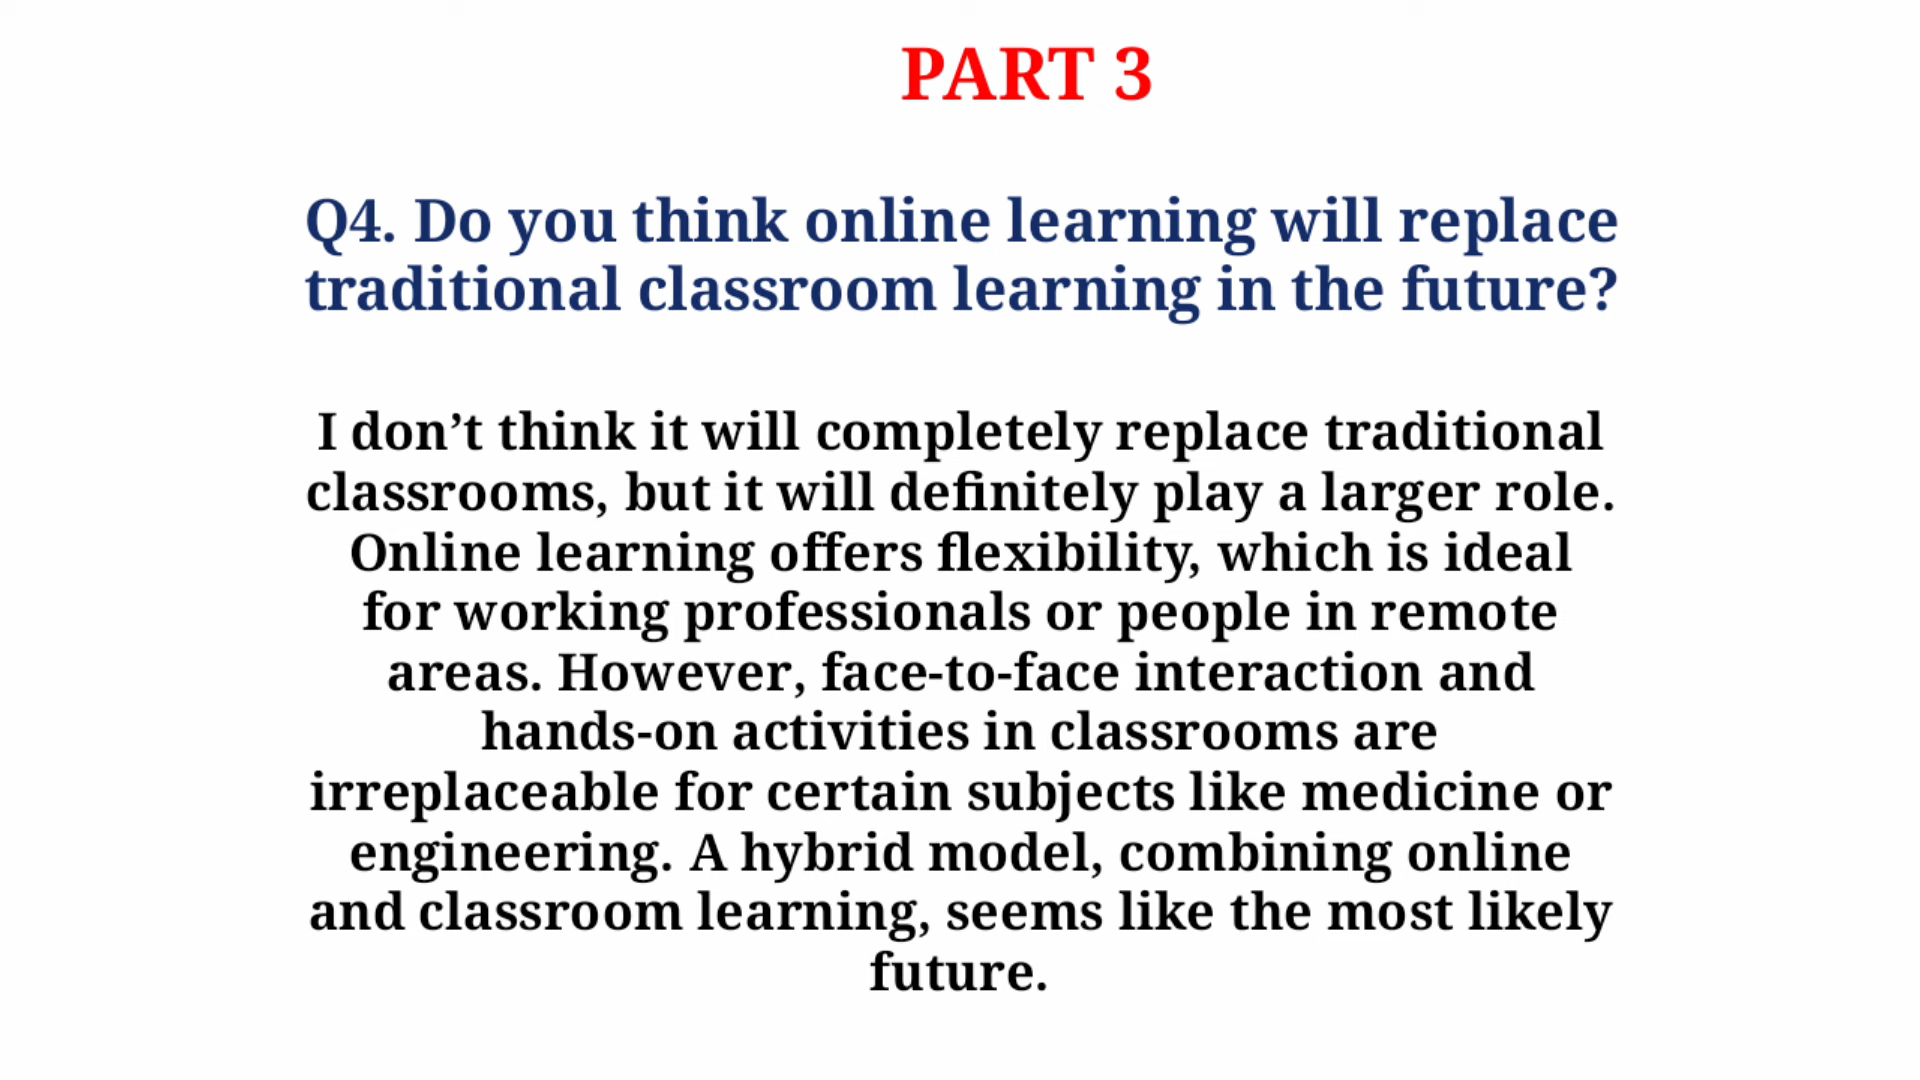 PART 3
Q4. Do you think online learning will replace
traditional classroom learning in the future?
I don’t think it will completely replace traditional
classrooms, but it will definitely play a larger role.
Online learning offers flexibility, which is ideal
for working professionals or people in remote
areas. However, face-to-face interaction and
hands-on activities in classrooms are
irreplaceable for certain subjects like medicine or
engineering. A hybrid model, combining online
and classroom learning, seems like the most likely
future.